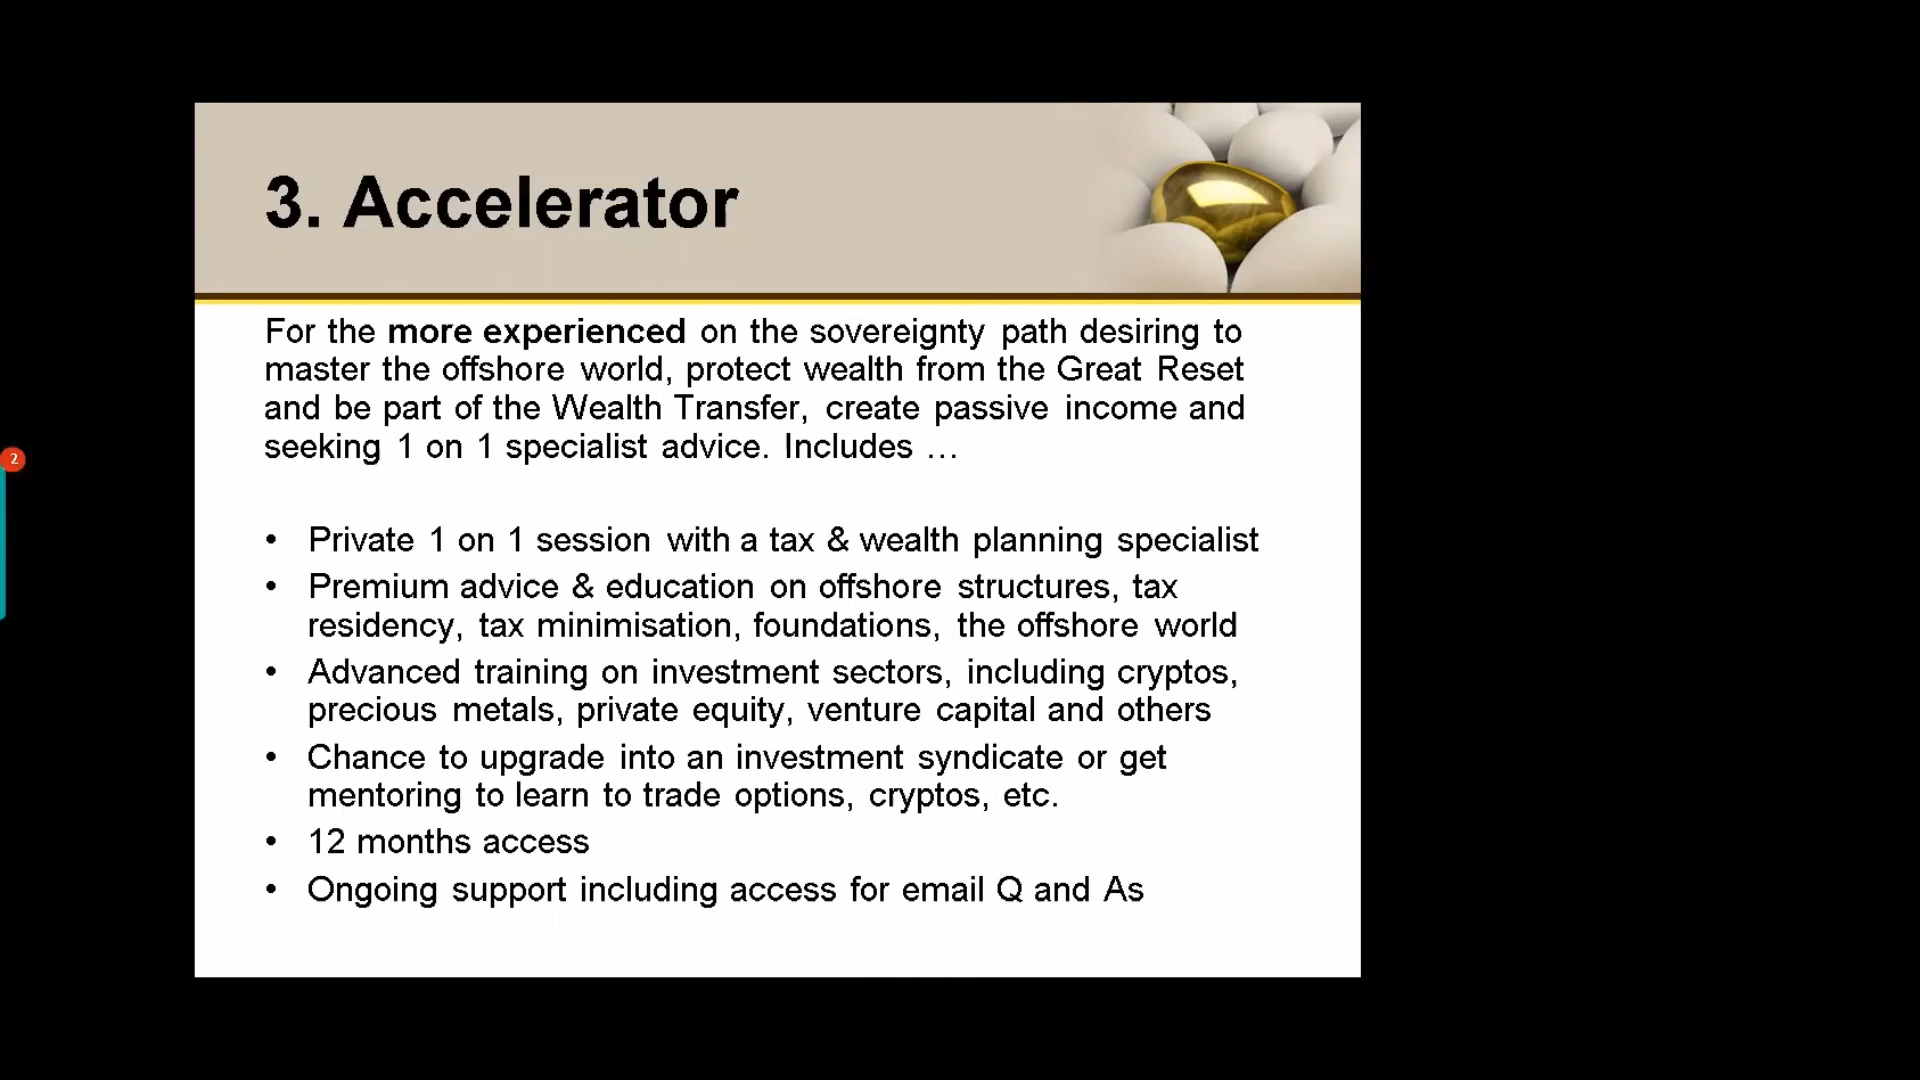 3. Accelerator
For the more experienced on the sovereignty path desiring to
master the offshore world, protect wealth from the Great Reset
and be part of the Wealth Transfer, create passive income and
seeking 1 on 1 specialist advice. Includes …
• Private 1 on 1 session with a tax & wealth planning specialist
• Premium advice & education on offshore structures, tax
residency, tax minimisation, foundations, the offshore world
• Advanced training on investment sectors, including cryptos,
precious metals, private equity, venture capital and others
• Chance to upgrade into an investment syndicate or get
mentoring to learn to trade options, cryptos, etc.
• 12 months access
• Ongoing support including access for email Q and As
2